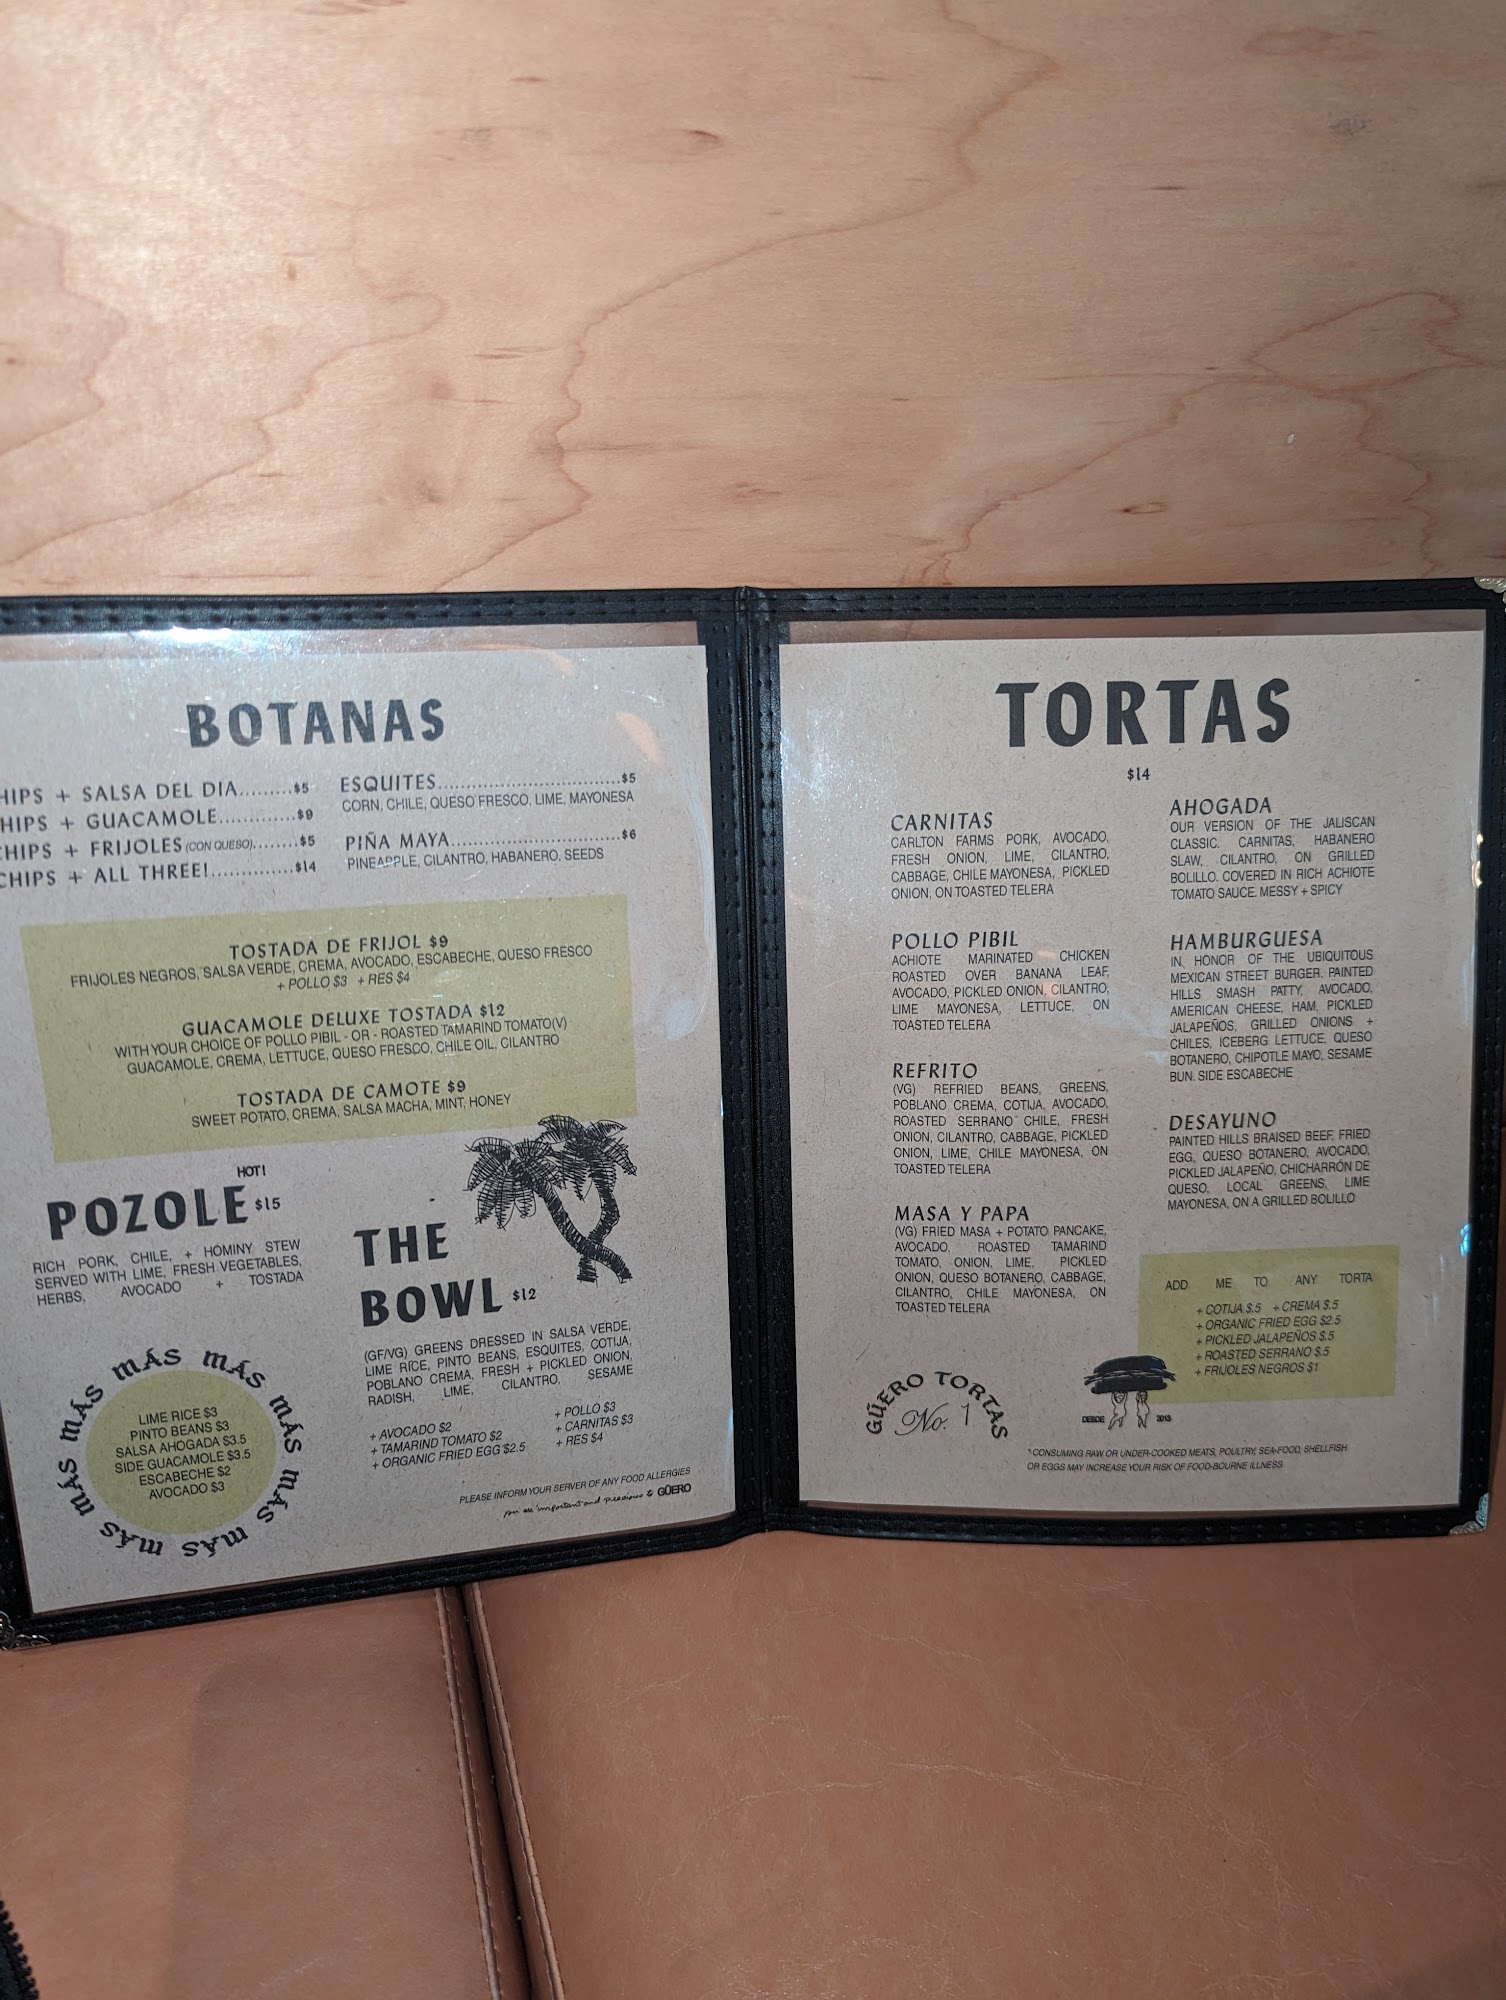 BOTANAS
HIPS + SALSA DEL DIA.........$5
HIPS + GUACAMOLE.............$9
CHIPS + FRIJOLES (CON QUESO)........$5
CHIPS + ALL THREE!..............$14
ESQUITES................................$5
CORN, CHILE, QUESO FRESCO, LIME, MAYONESA
PIÑA MAYA..............................$6
PINEAPPLE, CILANTRO, HABANERO, SEEDS
TOSTADA DE FRIJOL $9
FRIJOLES NEGROS, SALSA VERDE, CREMA, AVOCADO, ESCABECHE, QUESO FRESCO
+ POLLO $3 + RES $4
GUACAMOLE DELUXE TOSTADA $12
WITH YOUR CHOICE OF POLLO PIBIL - OR - ROASTED TAMARIND TOMATO(V)
GUACAMOLE, CREMA, LETTUCE, QUESO FRESCO, CHILE OIL, CILANTRO
TOSTADA DE CAMOTE $9
SWEET POTATO, CREMA, SALSA MACHA, MINT, HONEY
HOT!
POZOLE $15
RICH PORK, CHILE, + HOMINY STEW
SERVED WITH LIME, FRESH VEGETABLES,
HERBS, AVOCADO + TOSTADA
THE
BOWL $12
(GF/VG) GREENS DRESSED IN SALSA VERDE,
LIME RICE, PINTO BEANS, ESQUITES, COTIJA,
POBLANO CREMA, FRESH + PICKLED ONION,
RADISH, LIME, CILANTRO, SESAME
+ AVOCADO $2
+ TAMARIND TOMATO $2
+ ORGANIC FRIED EGG $2.5
+ POLLO $3
+ CARNITAS $3
+ RES $4
MÁS MÁS MÁS MÁS MÁS MÁS MÁS MÁS
LIME RICE $3
PINTO BEANS $3
SALSA AHOGADA $3.5
SIDE GUACAMOLE $3.5
ESCABECHE $2
AVOCADO $3
PLEASE INFORM YOUR SERVER OF ANY FOOD ALLERGIES
you are important and precious to GÜERO
TORTAS
$14
CARNITAS
CARLTON FARMS PORK, AVOCADO,
FRESH ONION, LIME, CILANTRO,
CABBAGE, CHILE MAYONESA, PICKLED
ONION, ON TOASTED TELERA
POLLO PIBIL
ACHIOTE MARINATED CHICKEN
ROASTED OVER BANANA LEAF,
AVOCADO, PICKLED ONION, CILANTRO,
LIME MAYONESA, LETTUCE, ON
TOASTED TELERA
REFRITO
(VG) REFRIED BEANS, GREENS,
POBLANO CREMA, COTIJA, AVOCADO,
ROASTED SERRANO CHILE, FRESH
ONION, CILANTRO, CABBAGE, PICKLED
ONION, LIME, CHILE MAYONESA, ON
TOASTED TELERA
MASA Y PAPA
(VG) FRIED MASA + POTATO PANCAKE,
AVOCADO, ROASTED TAMARIND
TOMATO, ONION, LIME, PICKLED
ONION, QUESO BOTANERO, CABBAGE,
CILANTRO, CHILE MAYONESA, ON
TOASTED TELERA
AHOGADA
OUR VERSION OF THE JALISCAN
CLASSIC. CARNITAS, HABANERO
SLAW, CILANTRO, ON GRILLED
BOLILLO. COVERED IN RICH ACHIOTE
TOMATO SAUCE. MESSY + SPICY
HAMBURGUESA
IN HONOR OF THE UBIQUITOUS
MEXICAN STREET BURGER. PAINTED
HILLS SMASH PATTY, AVOCADO,
AMERICAN CHEESE, HAM, PICKLED
JALAPEÑOS, GRILLED ONIONS +
CHILES, ICEBERG LETTUCE, QUESO
BOTANERO, CHIPOTLE MAYO, SESAME
BUN. SIDE ESCABECHE
DESAYUNO
PAINTED HILLS BRAISED BEEF, FRIED
EGG, QUESO BOTANERO, AVOCADO,
PICKLED JALAPEÑO, CHICHARRÓN DE
QUESO, LOCAL GREENS, LIME
MAYONESA, ON A GRILLED BOLILLO
ADD ME TO ANY TORTA
+ COTIJA $.5 + CREMA $.5
+ ORGANIC FRIED EGG $2.5
+ PICKLED JALAPEÑOS $.5
+ ROASTED SERRANO $.5
+ FRIJOLES NEGROS $1
GÜERO TORTAS
No. 1
DESDE 2013
* CONSUMING RAW OR UNDER-COOKED MEATS, POULTRY, SEA-FOOD, SHELLFISH
OR EGGS MAY INCREASE YOUR RISK OF FOOD-BOURNE ILLNESS